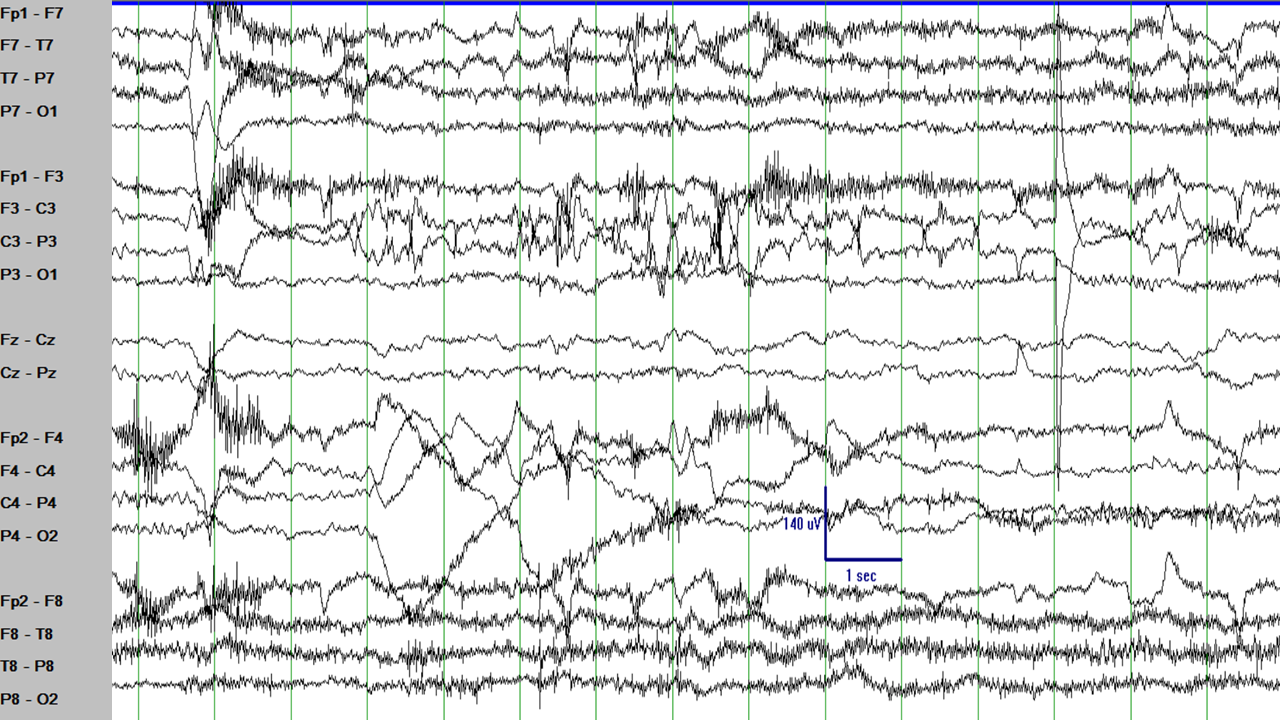 Fp1 - F7
F7 - T7
T7 - P7
P7 - O1
Fp1 - F3
F3 - C3
C3 - P3
P3 - O1
Fz - Cz
Cz - Pz
Fp2 - F4
F4 - C4
C4 - P4
P4 - O2
140 uV
1 sec
Fp2 - F8
F8 - T8
T8 - P8
P8 - O2